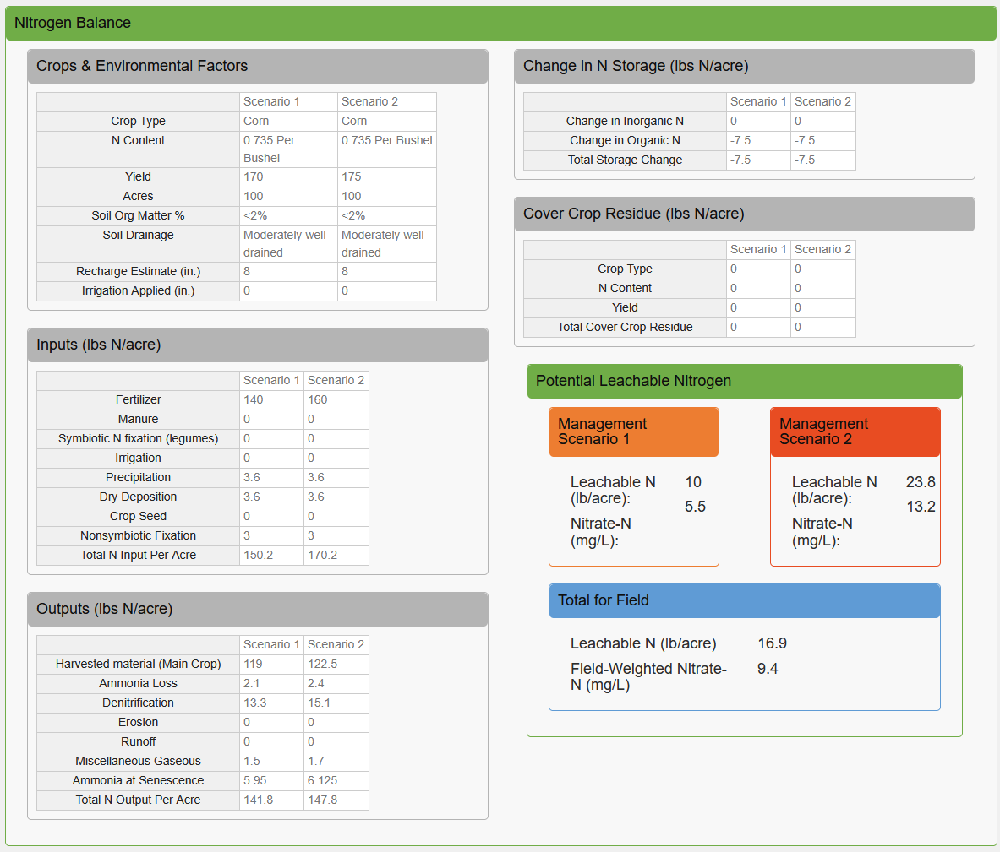 Nitrogen Balance
Crops & Environmental Factors
Scenario 1 Scenario 2
Crop Type Corn Corn
N Content 0.735 Per Bushel 0.735 Per Bushel
Yield 170 175
Acres 100 100
Soil Org Matter % <2% <2%
Soil Drainage Moderately well drained Moderately well drained
Recharge Estimate (in.) 8 8
Irrigation Applied (in.) 0 0
Inputs (lbs N/acre)
Scenario 1 Scenario 2
Fertilizer 140 160
Manure 0 0
Symbiotic N fixation (legumes) 0 0
Irrigation 0 0
Precipitation 3.6 3.6
Dry Deposition 3.6 3.6
Crop Seed 0 0
Nonsymbiotic Fixation 3 3
Total N Input Per Acre 150.2 170.2
Outputs (lbs N/acre)
Scenario 1 Scenario 2
Harvested material (Main Crop) 119 122.5
Ammonia Loss 2.1 2.4
Denitrification 13.3 15.1
Erosion 0 0
Runoff 0 0
Miscellaneous Gaseous 1.5 1.7
Ammonia at Senescence 5.95 6.125
Total N Output Per Acre 141.8 147.8
Change in N Storage (lbs N/acre)
Scenario 1 Scenario 2
Change in Inorganic N 0 0
Change in Organic N -7.5 -7.5
Total Storage Change -7.5 -7.5
Cover Crop Residue (lbs N/acre)
Scenario 1 Scenario 2
Crop Type 0 0
N Content 0 0
Yield 0 0
Total Cover Crop Residue 0 0
Potential Leachable Nitrogen
Management
Scenario 1
Leachable N
(lb/acre): 10
Nitrate-N
(mg/L): 5.5
Management
Scenario 2
Leachable N
(lb/acre): 23.8
Nitrate-N
(mg/L): 13.2
Total for Field
Leachable N (lb/acre) 16.9
Field-Weighted Nitrate-
N (mg/L) 9.4